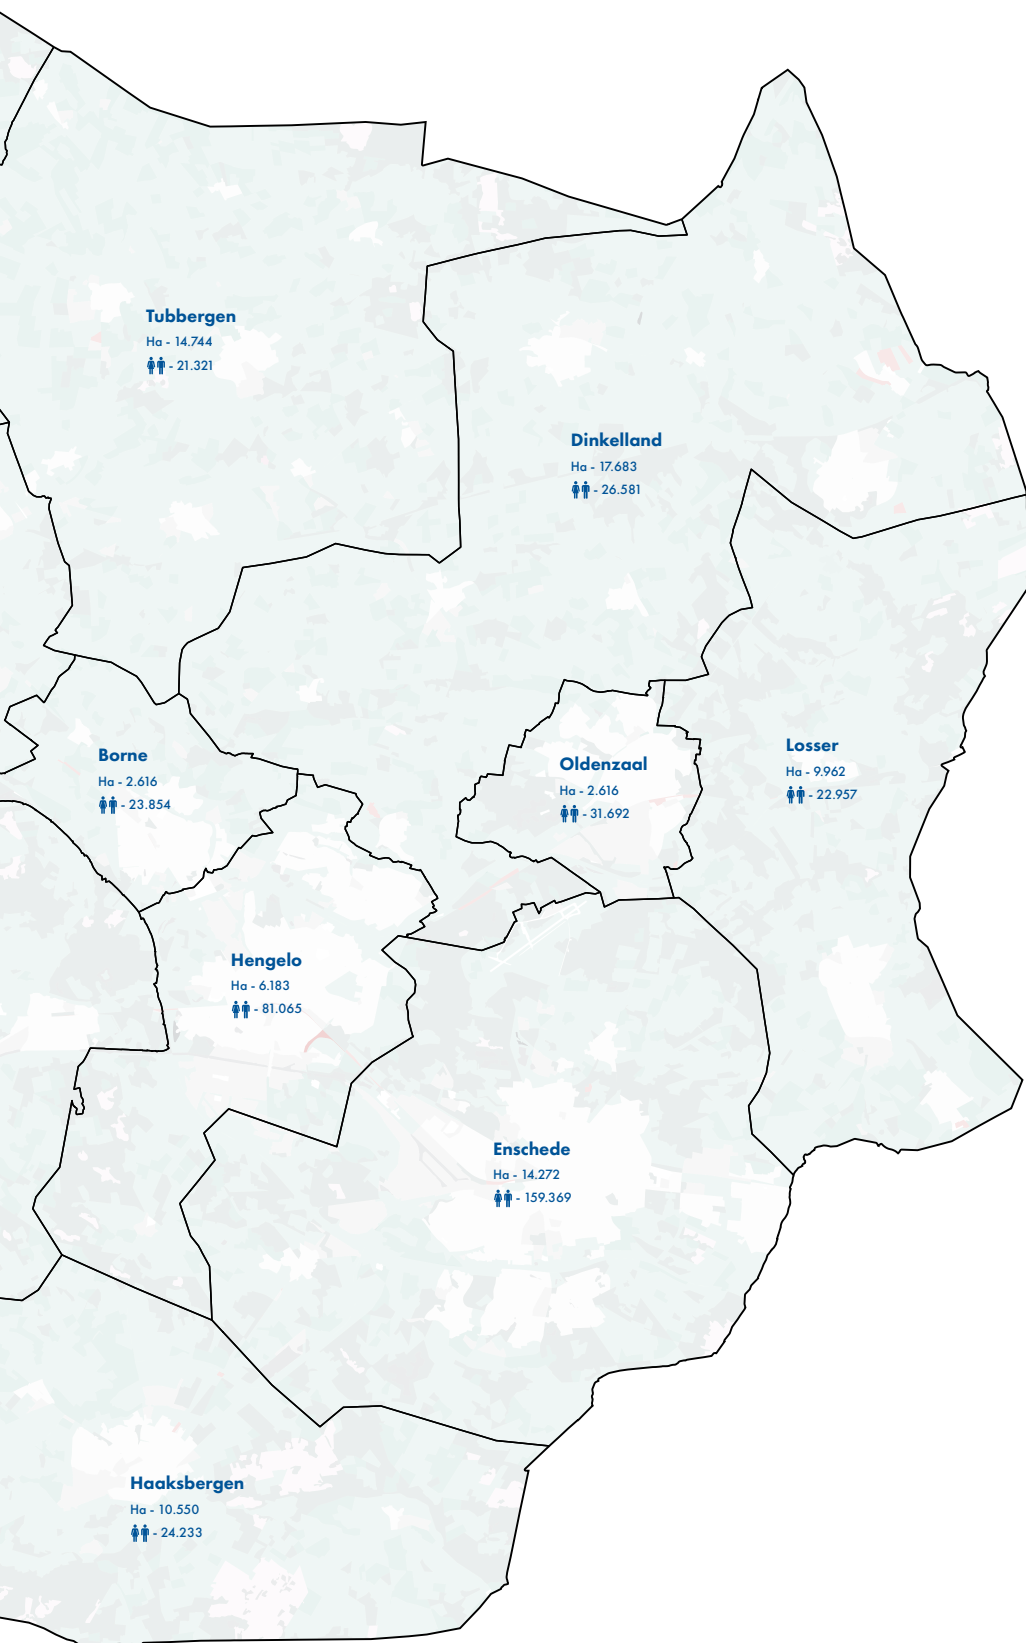 Tubbergen
Ha - 14.744
- 21.321
Dinkelland
Ha - 17.683
- 26.581
Borne
Ha - 2.616
- 23.854
Oldenzaal
Ha - 2.616
- 31.692
Losser
Ha - 9.962
- 22.957
Hengelo
Ha - 6.183
- 81.065
Enschede
Ha - 14.272
- 159.369
Haaksbergen
Ha - 10.550
- 24.233